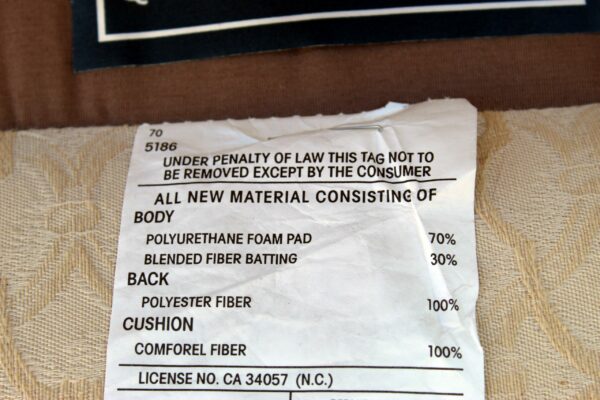 70
5186
UNDER PENALTY OF LAW THIS TAG NOT TO
BE REMOVED EXCEPT BY THE CONSUMER
ALL NEW MATERIAL CONSISTING OF
BODY
POLYURETHANE FOAM PAD 70%
BLENDED FIBER BATTING 30%
BACK
POLYESTER FIBER 100%
CUSHION
COMFOREL FIBER 100%
LICENSE NO. CA 34057 (N.C.)